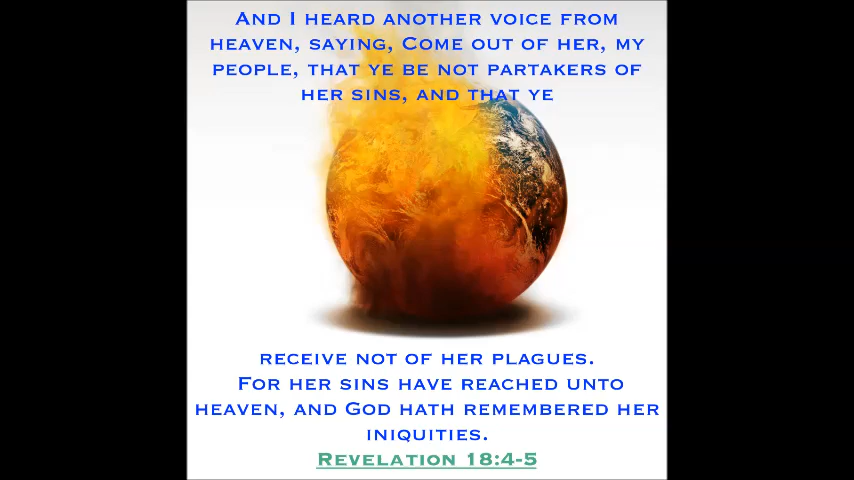 And I heard another voice from
heaven, saying, Come out of her, my
people, that ye be not partakers of
her sins, and that ye
receive not of her plagues.
For her sins have reached unto
heaven, and God hath remembered her
iniquities.
Revelation 18:4-5